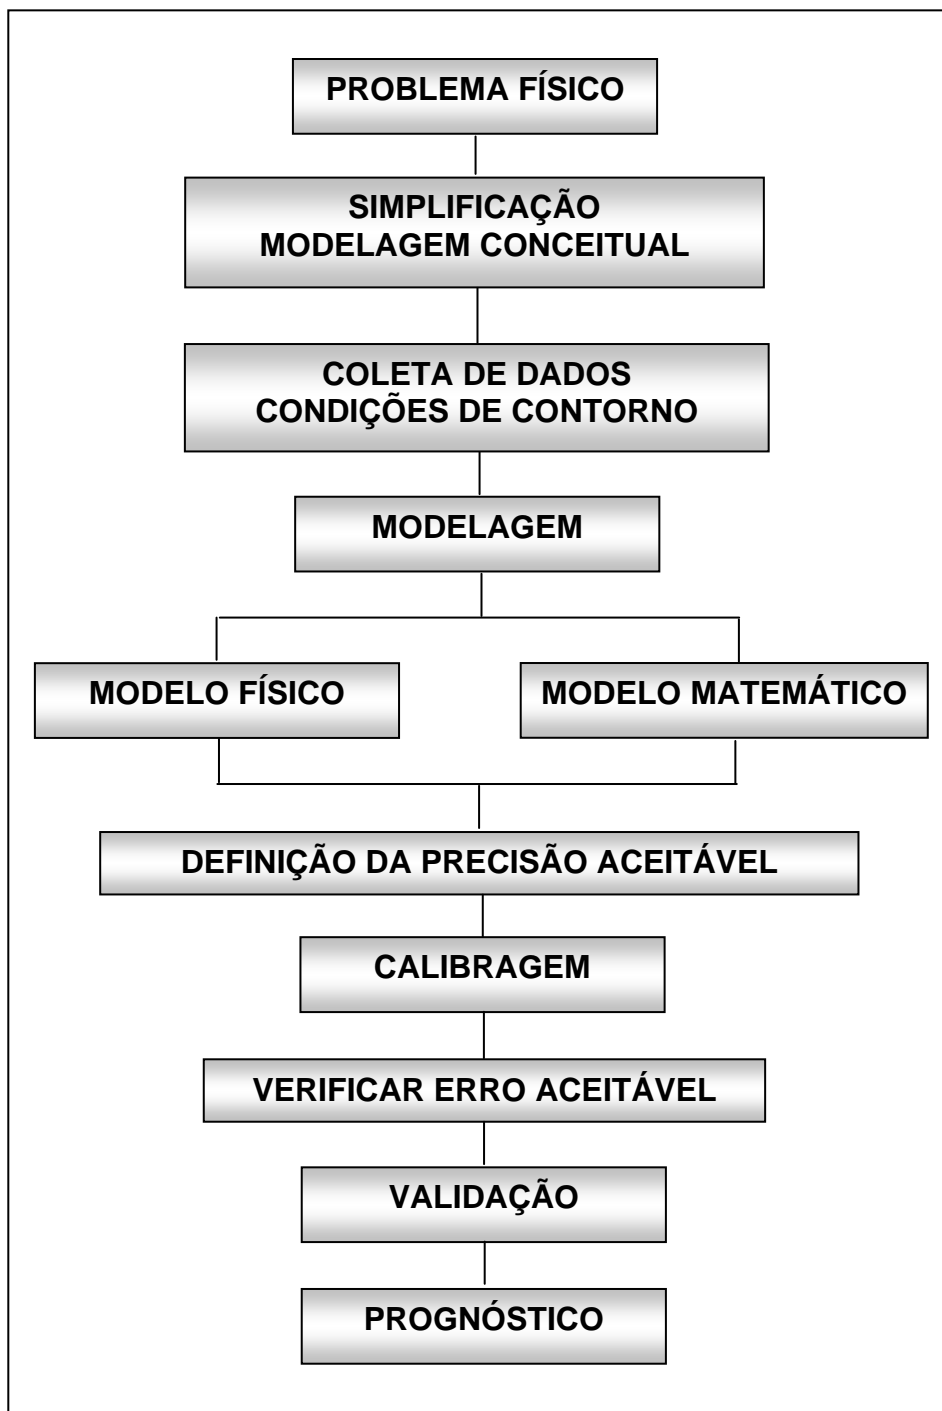 PROBLEMA FÍSICO
SIMPLIFICAÇÃO
MODELAGEM CONCEITUAL
COLETA DE DADOS
CONDIÇÕES DE CONTORNO
MODELAGEM
MODELO FÍSICO
MODELO MATEMÁTICO
DEFINIÇÃO DA PRECISÃO ACEITÁVEL
CALIBRAGEM
VERIFICAR ERRO ACEITÁVEL
VALIDAÇÃO
PROGNÓSTICO